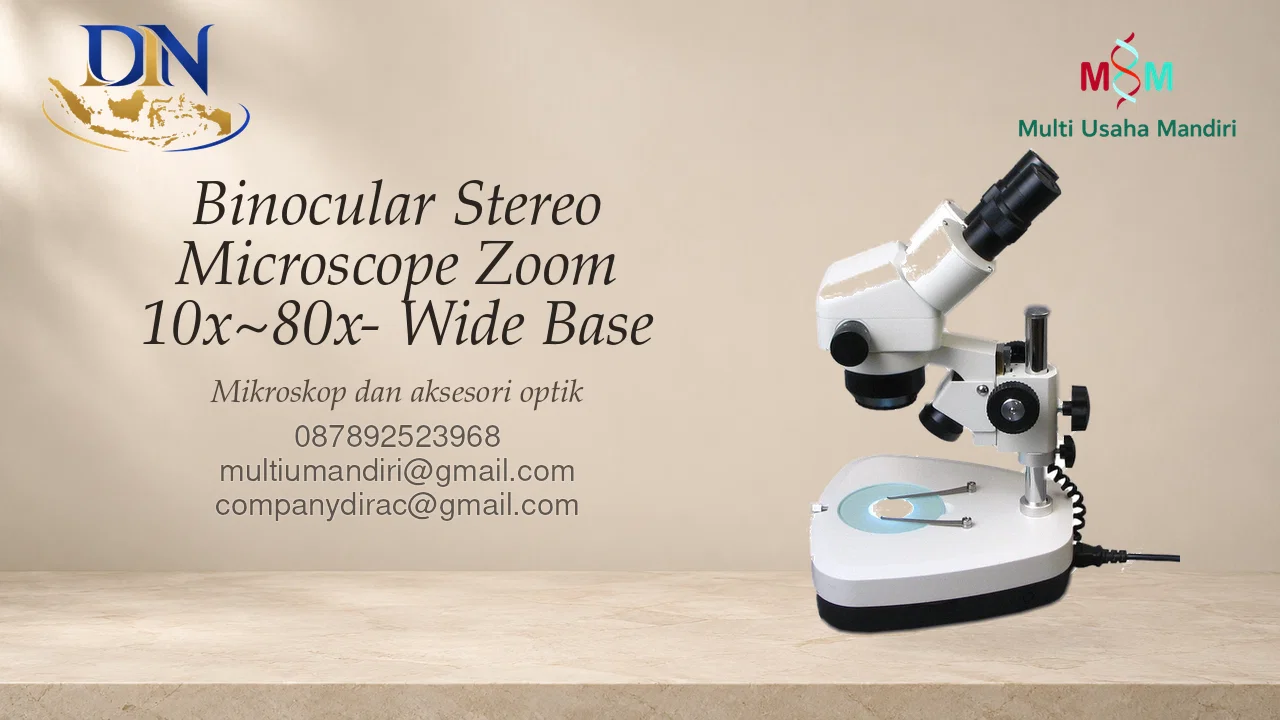 DN
M M
Multi Usaha Mandiri
Binocular Stereo
Microscope Zoom
10x~80x- Wide Base
Mikroskop dan aksesori optik
087892523968
multiumandiri@gmail.com
companydirac@gmail.com